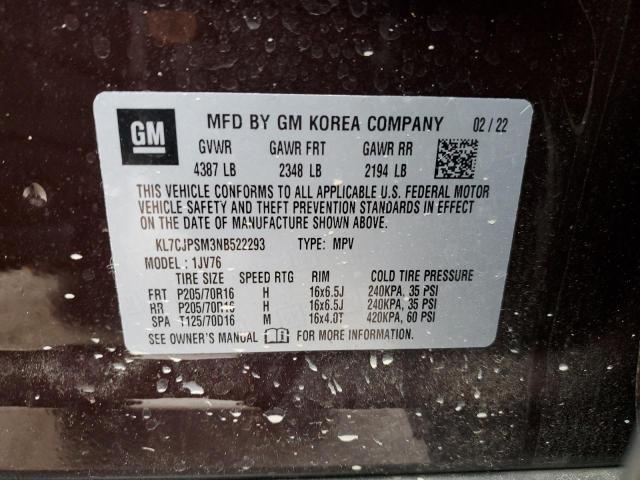 GM MFD BY GM KOREA COMPANY 02 / 22
GVWR GAWR FRT GAWR RR
4387 LB 2348 LB 2194 LB
THIS VEHICLE CONFORMS TO ALL APPLICABLE U.S. FEDERAL MOTOR
VEHICLE SAFETY AND THEFT PREVENTION STANDARDS IN EFFECT ON
THE DATE OF MANUFACTURE SHOWN ABOVE.
KL7CJPSM3NB522293 TYPE: MPV
MODEL : 1JV76
TIRE SIZE SPEED RTG RIM COLD TIRE PRESSURE
FRT P205/70R16 H 16x6.5J 240KPA, 35 PSI
RR P205/70R16 H 16x6.5J 240KPA, 35 PSI
SPA T125/70D16 M 16x4.0T 420KPA, 60 PSI
SEE OWNER'S MANUAL FOR MORE INFORMATION.